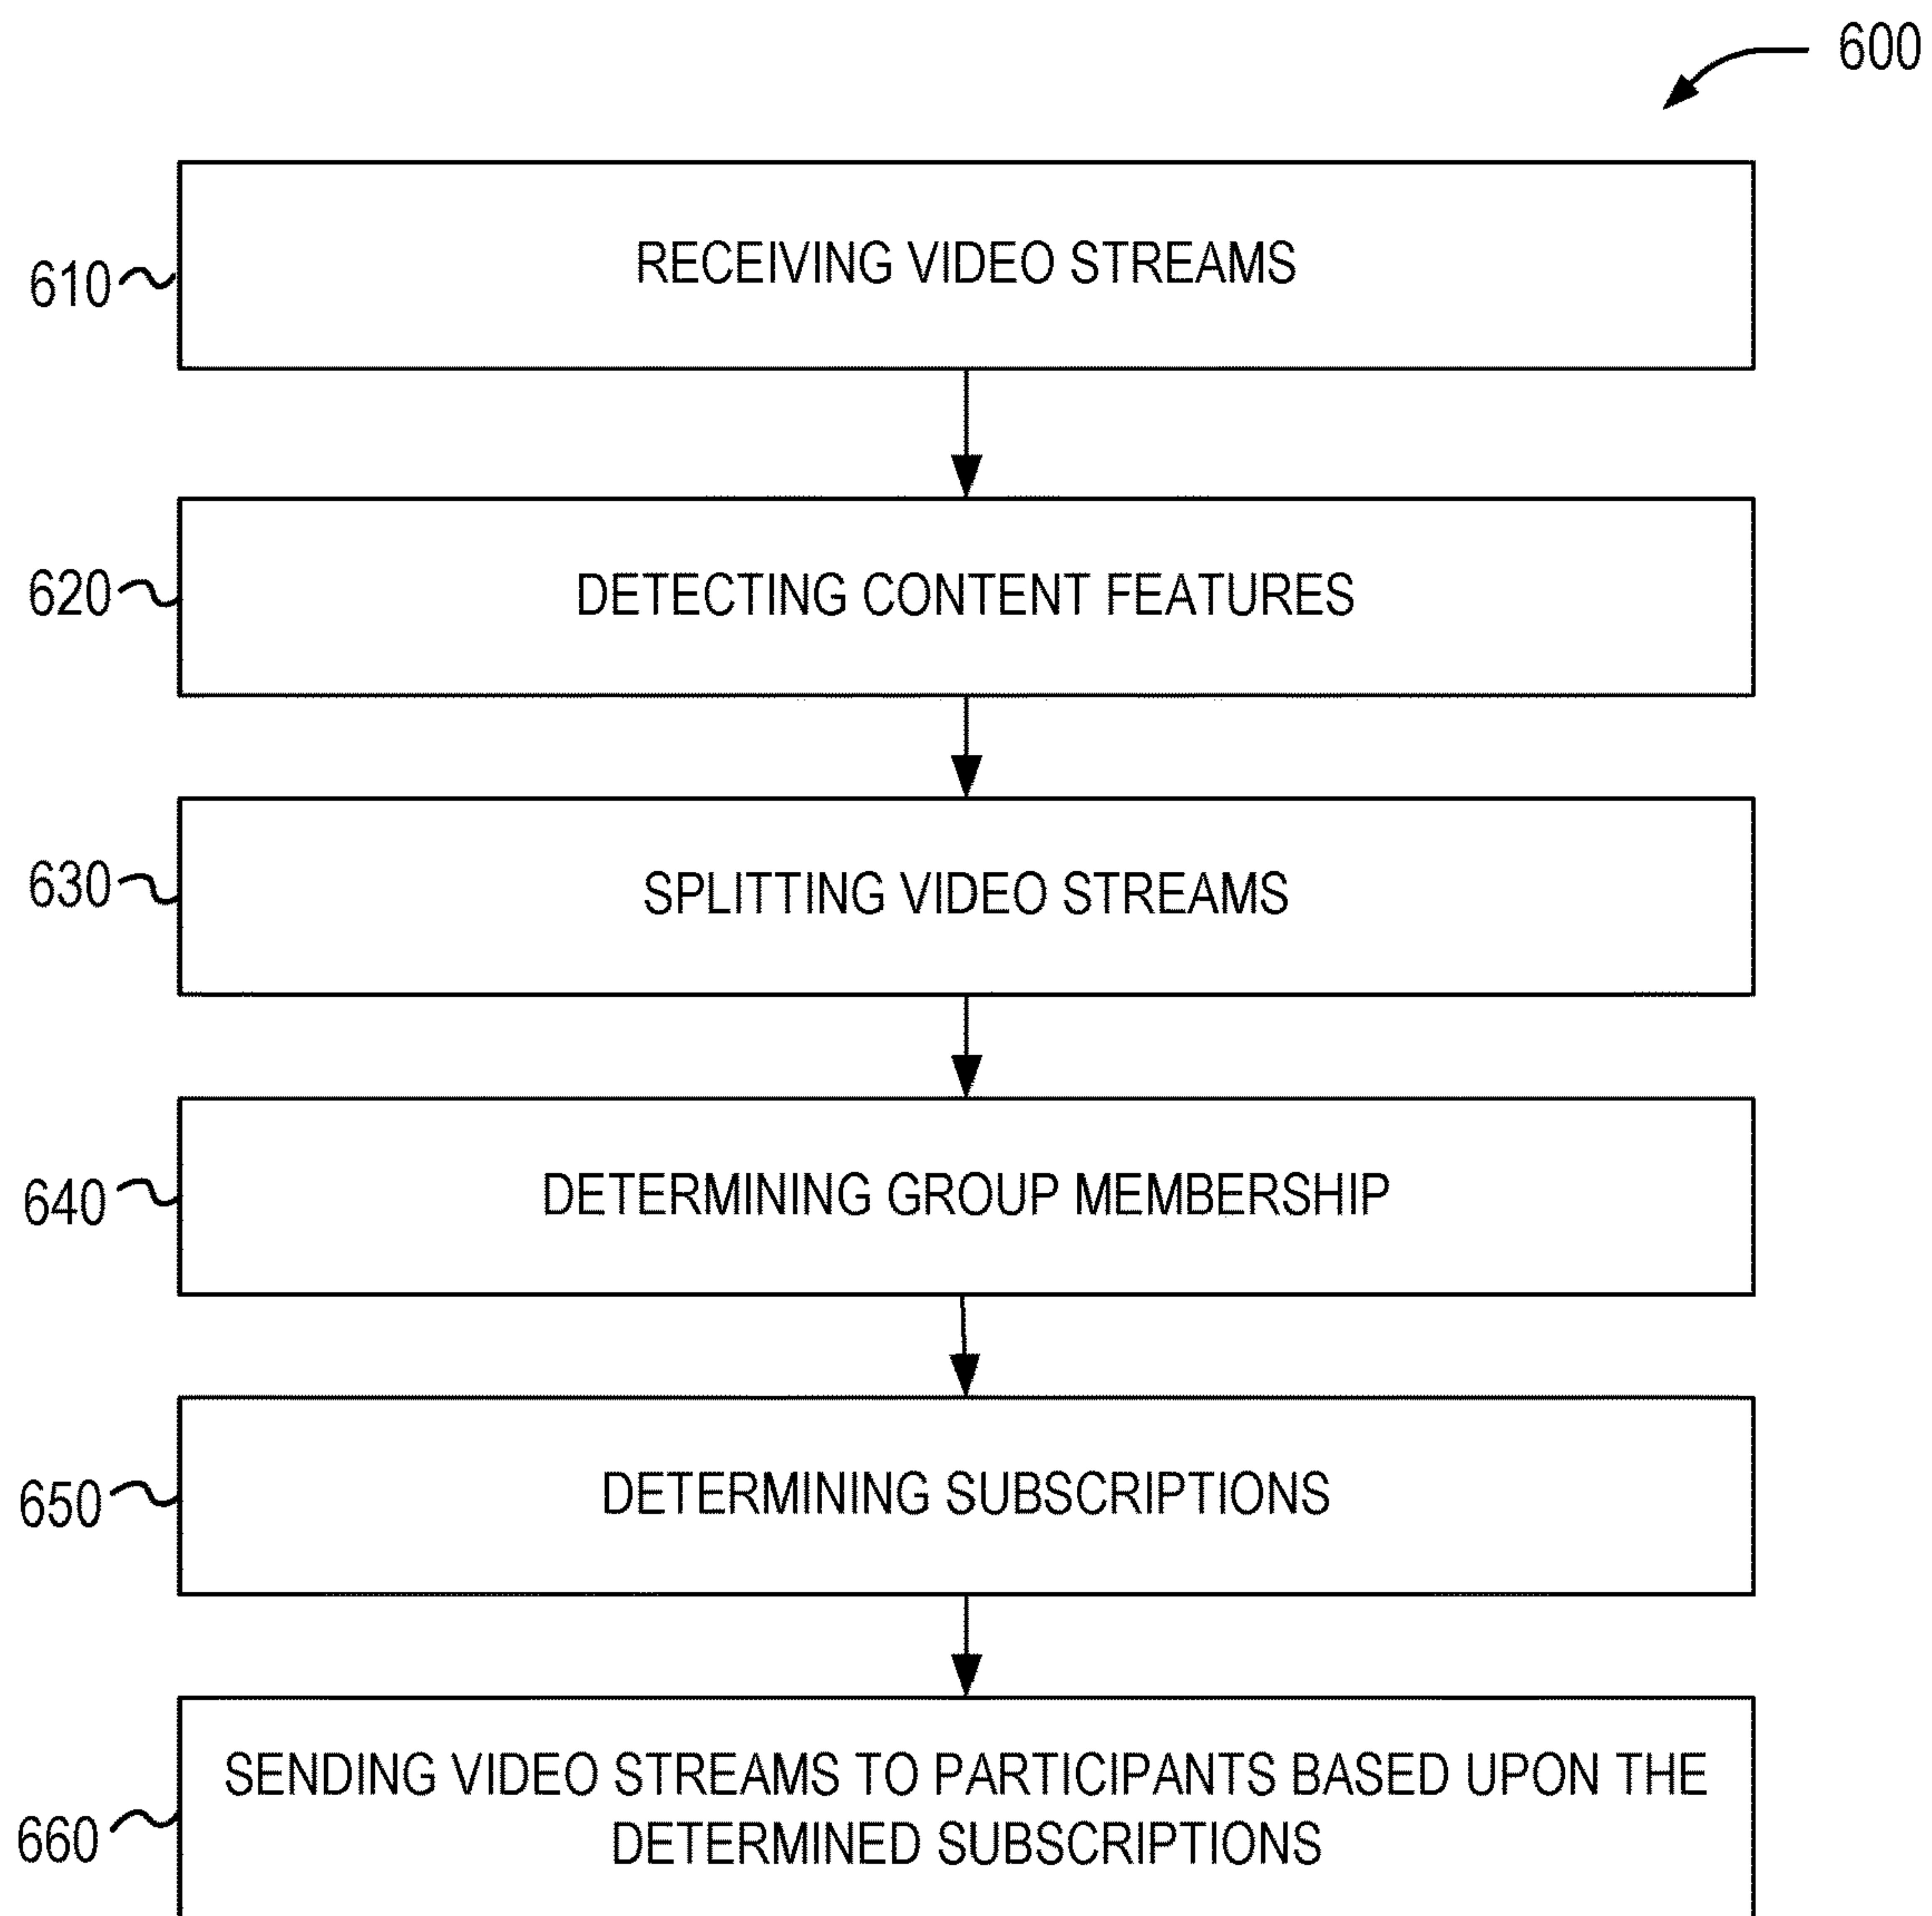 600
610
RECEIVING VIDEO STREAMS
620
DETECTING CONTENT FEATURES
630
SPLITTING VIDEO STREAMS
640
DETERMINING GROUP MEMBERSHIP
650
DETERMINING SUBSCRIPTIONS
660
SENDING VIDEO STREAMS TO PARTICIPANTS BASED UPON THE
DETERMINED SUBSCRIPTIONS